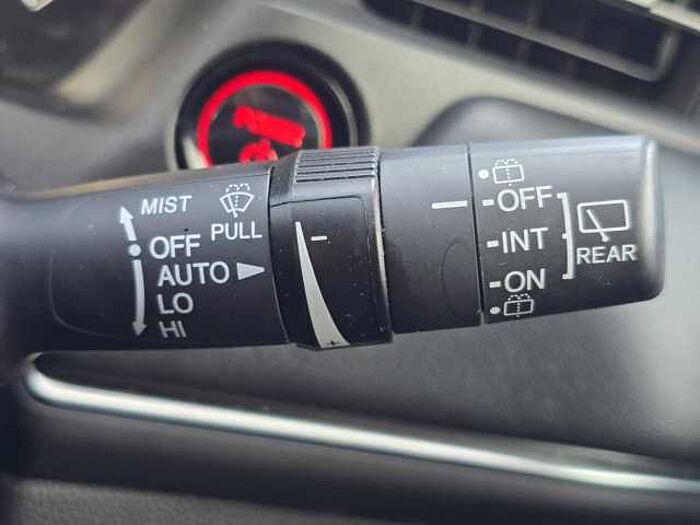 MIST
PULL
OFF
AUTO
LO
HI
OFF
INT
ON
REAR